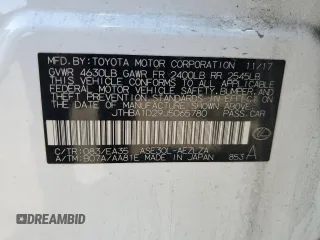 MFD. BY: TOYOTA MOTOR CORPORATION 11/17
GVWR 4630LB GAWR FR 2400LB RR 2545LB
THIS VEHICLE CONFORMS TO ALL APPLICABLE
FEDERAL MOTOR VEHICLE SAFETY, BUMPER, AND
THEFT PREVENTION STANDARDS IN EFFECT ON
THE DATE OF MANUFACTURE SHOWN ABOVE.
JTHBA1D29J5065780 PASS. CAR
C/TR: 083/EA35 ASE30L-AEZLZA
A/TM: B07A/AA81E MADE IN JAPAN 853 A